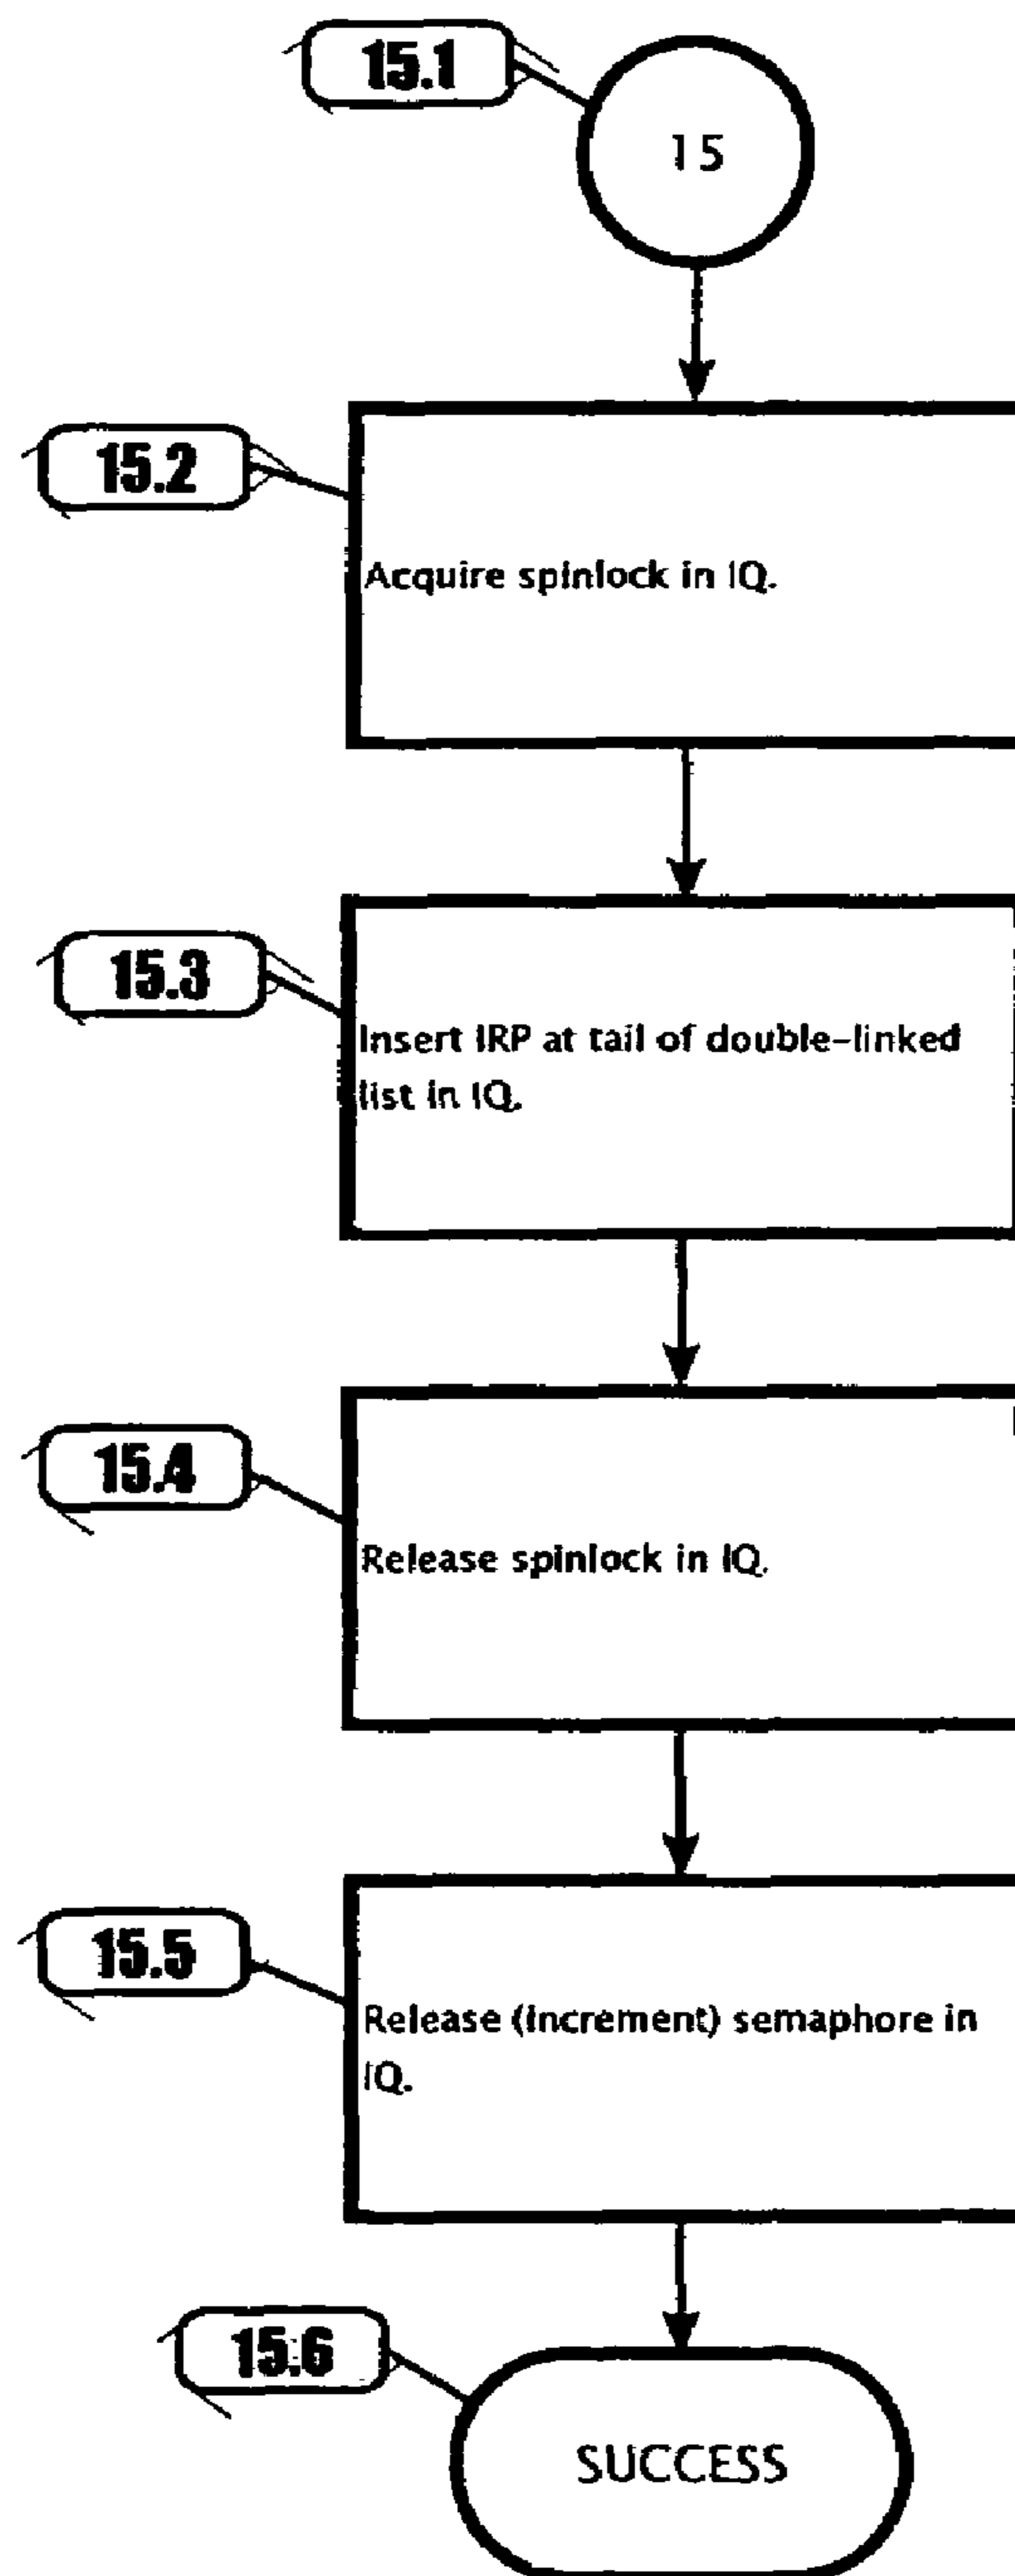 15.1
15
15.2
Acquire spinlock in IQ.
15.3
Insert IRP at tail of double-linked
list in IQ.
15.4
Release spinlock in IQ.
15.5
Release (increment) semaphore in
IQ.
15.6
SUCCESS